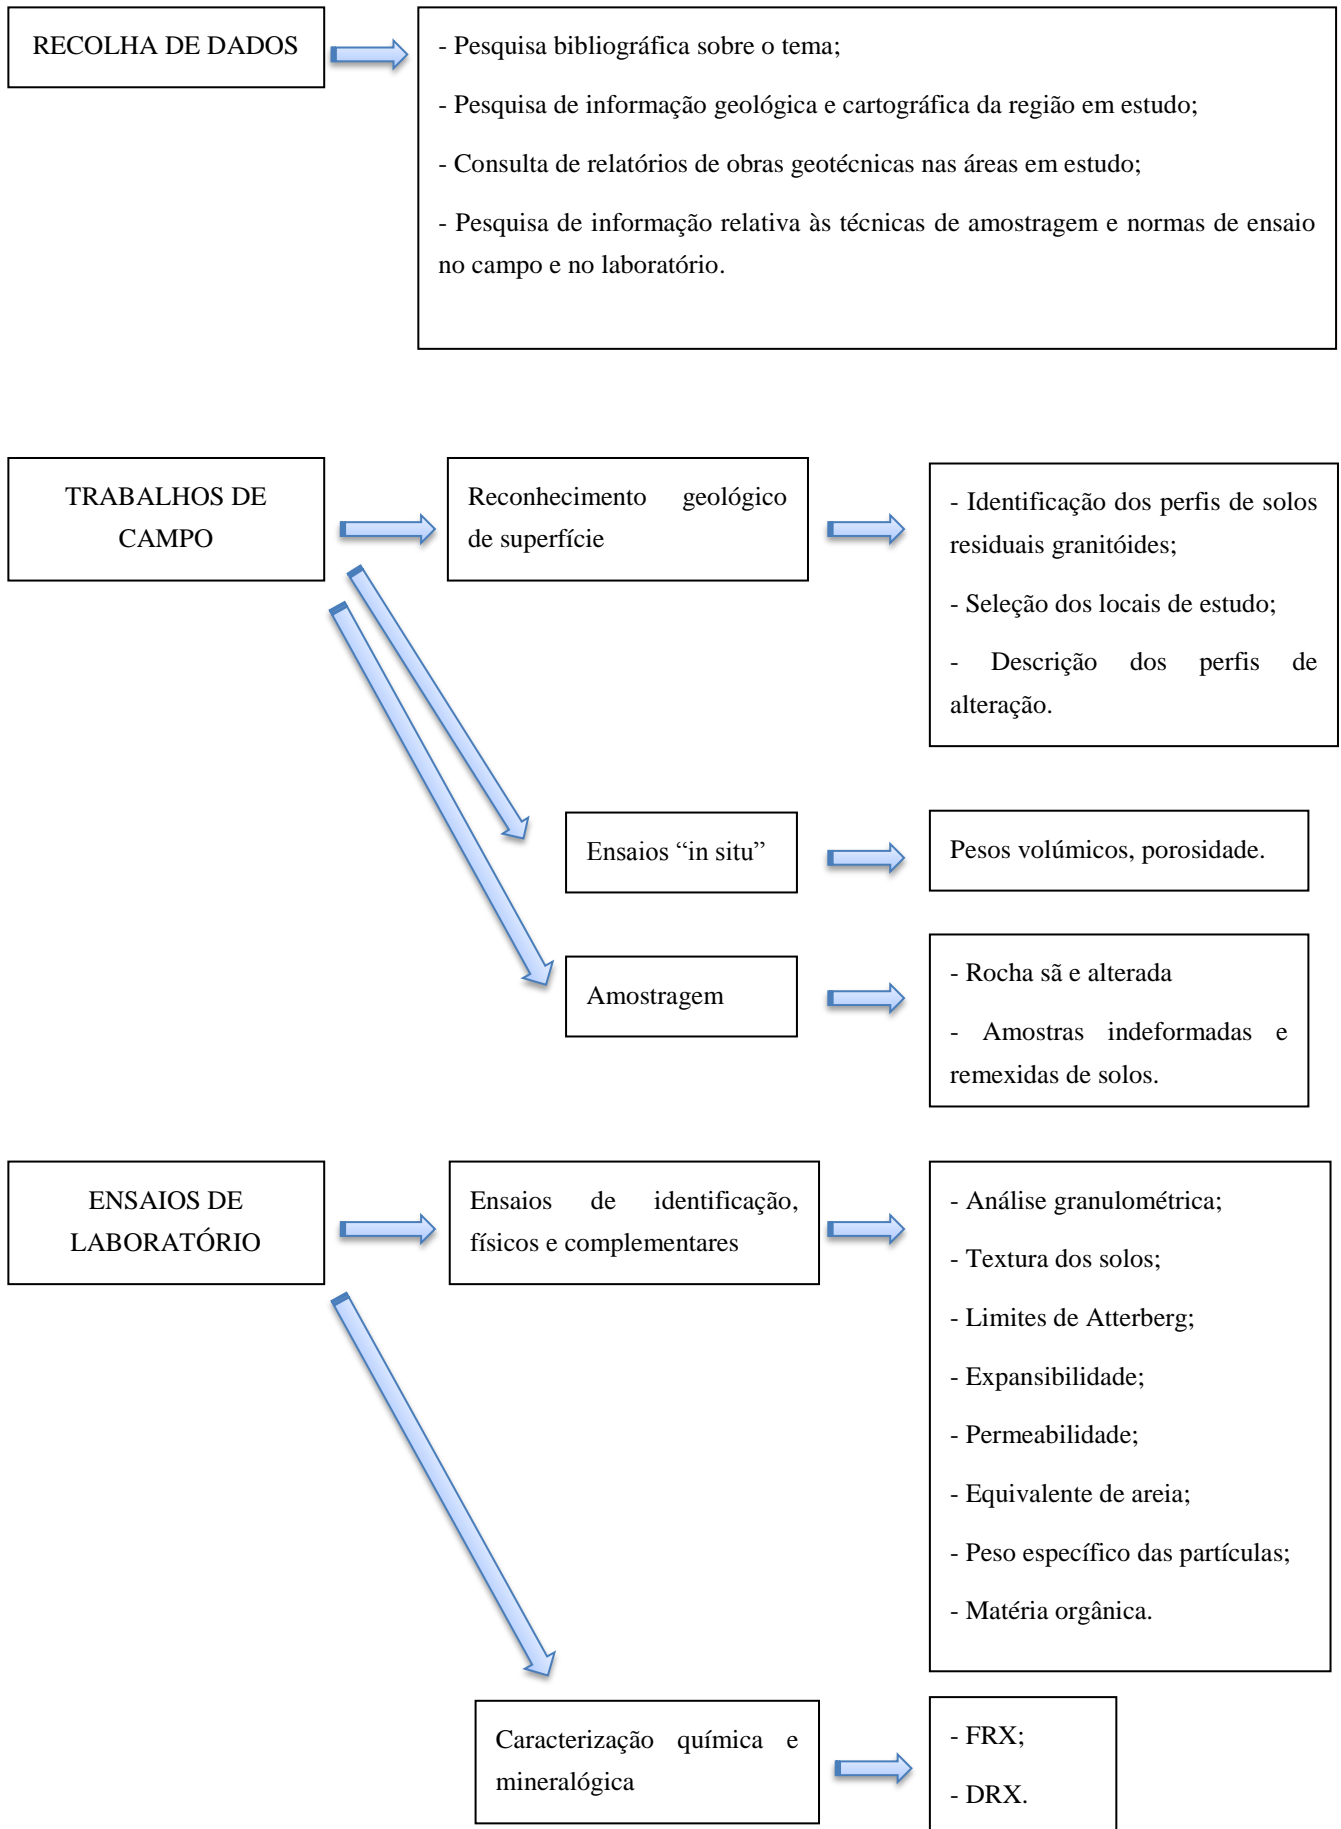 RECOLHA DE DADOS
- Pesquisa bibliográfica sobre o tema;
- Pesquisa de informação geológica e cartográfica da região em estudo;
- Consulta de relatórios de obras geotécnicas nas áreas em estudo;
- Pesquisa de informação relativa às técnicas de amostragem e normas de ensaio
no campo e no laboratório.
TRABALHOS DE
CAMPO
Reconhecimento geológico
de superfície
- Identificação dos perfis de solos
residuais granitóides;
- Seleção dos locais de estudo;
- Descrição dos perfis de
alteração.
Ensaios “in situ”
Pesos volúmicos, porosidade.
Amostragem
- Rocha sã e alterada
- Amostras indeformadas e
remexidas de solos.
ENSAIOS DE
LABORATÓRIO
Ensaios de identificação,
físicos e complementares
- Análise granulométrica;
- Textura dos solos;
- Limites de Atterberg;
- Expansibilidade;
- Permeabilidade;
- Equivalente de areia;
- Peso específico das partículas;
- Matéria orgânica.
Caracterização química e
mineralógica
- FRX;
- DRX.